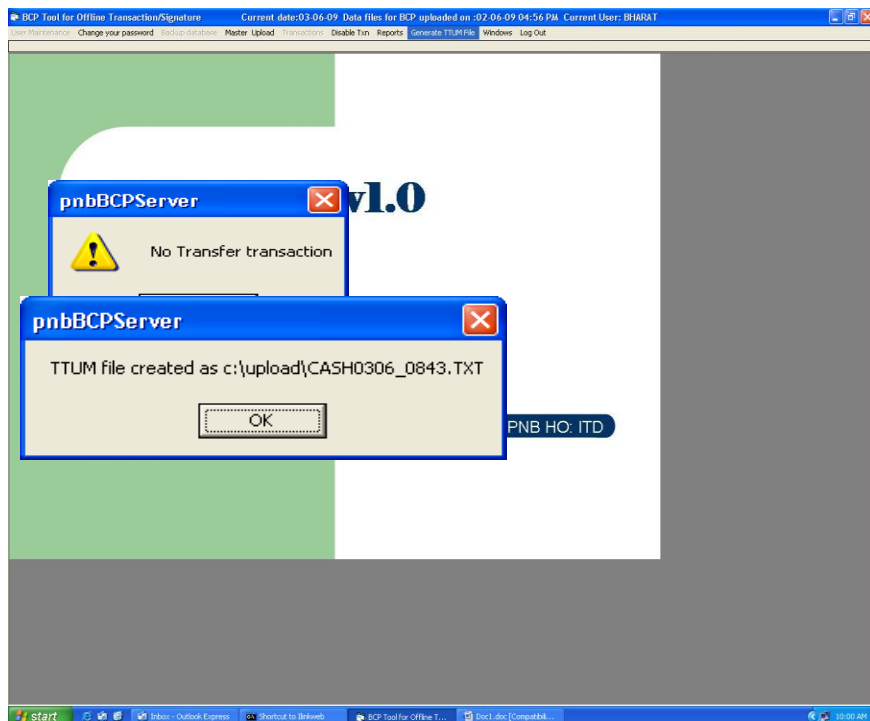 BCP Tool for Offline Transaction/Signature Current date:03-06-09 Data files for BCP uploaded on :02-06-09 04:56 PM Current User: BHARAT
User Maintenance Change your password Backup database Master Upload Transactions Disable Txn Reports Generate TTUM File Windows Log Out
v1.0
pnbBCPServer
No Transfer transaction
pnbBCPServer
TTUM file created as c:\upload\CASH0306_0843.TXT
OK
PNB HO: ITD
start Inbox - Outlook Express Shortcut to Ilinkweb BCP Tool for Offline T... Doc1.doc [Compatibili... 10:00 AM